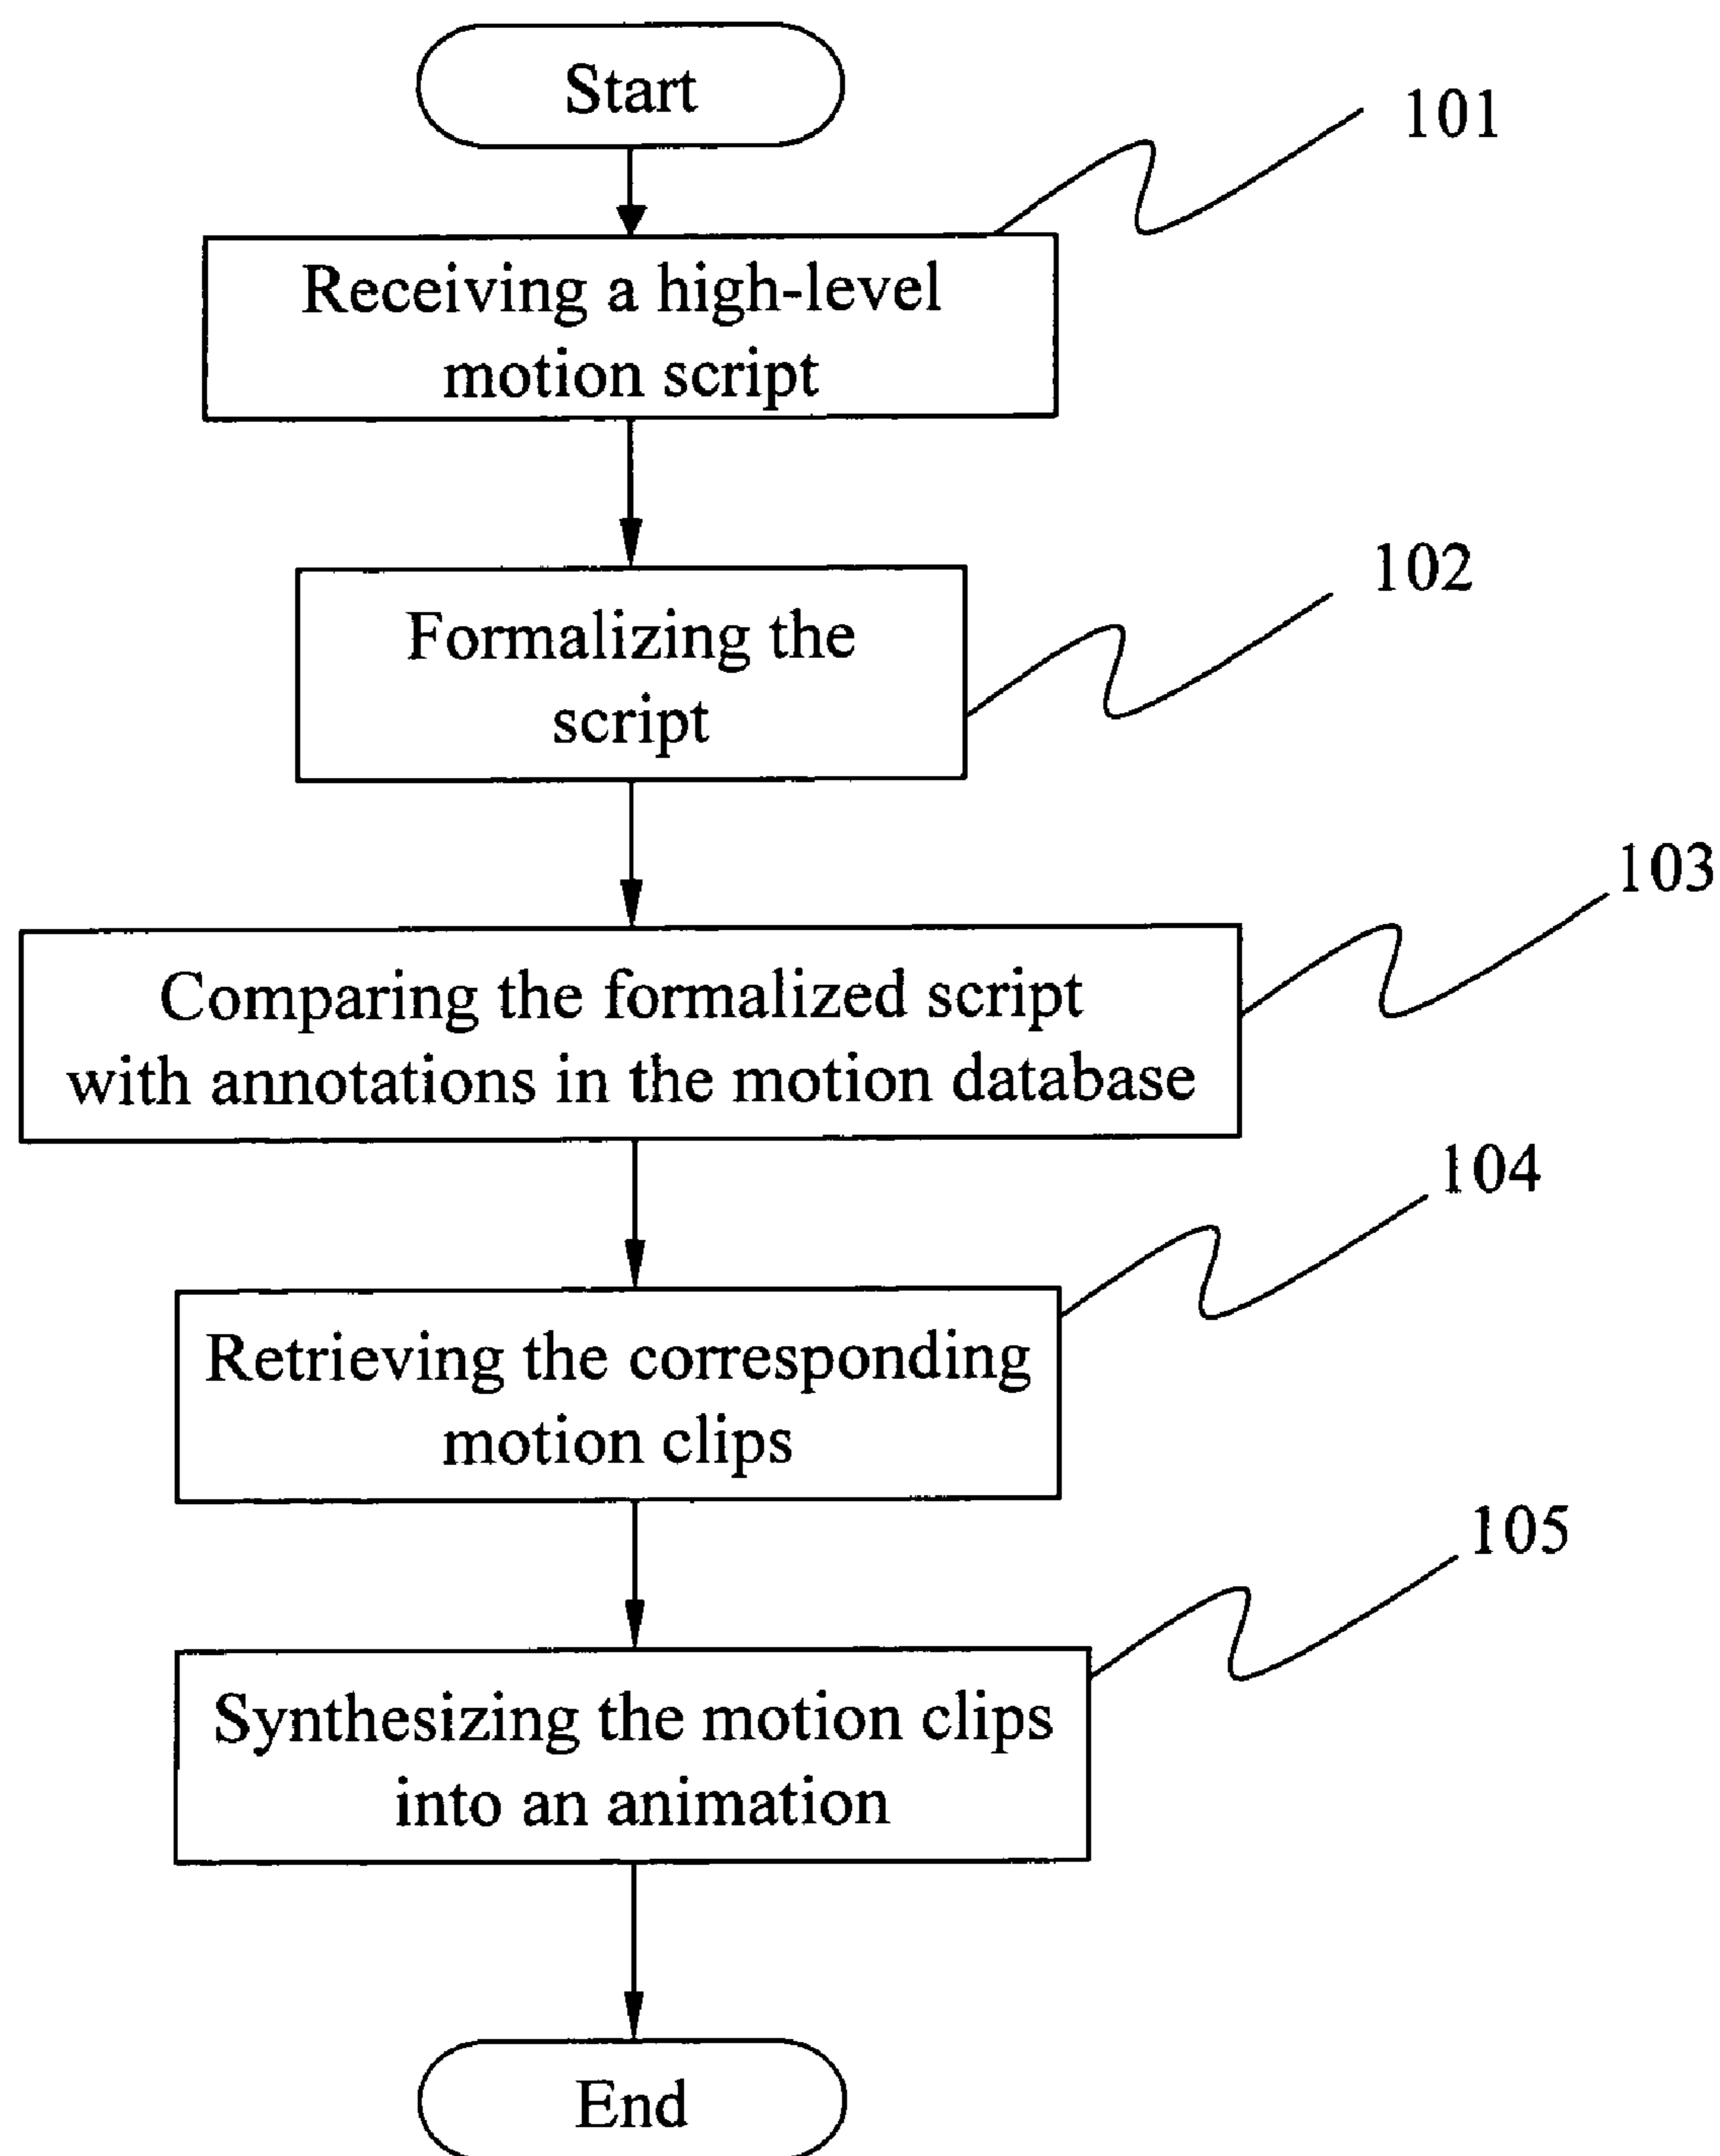 Start
101
Receiving a high-level
motion script
102
Formalizing the
script
103
Comparing the formalized script
with annotations in the motion database
104
Retrieving the corresponding
motion clips
105
Synthesizing the motion clips
into an animation
End